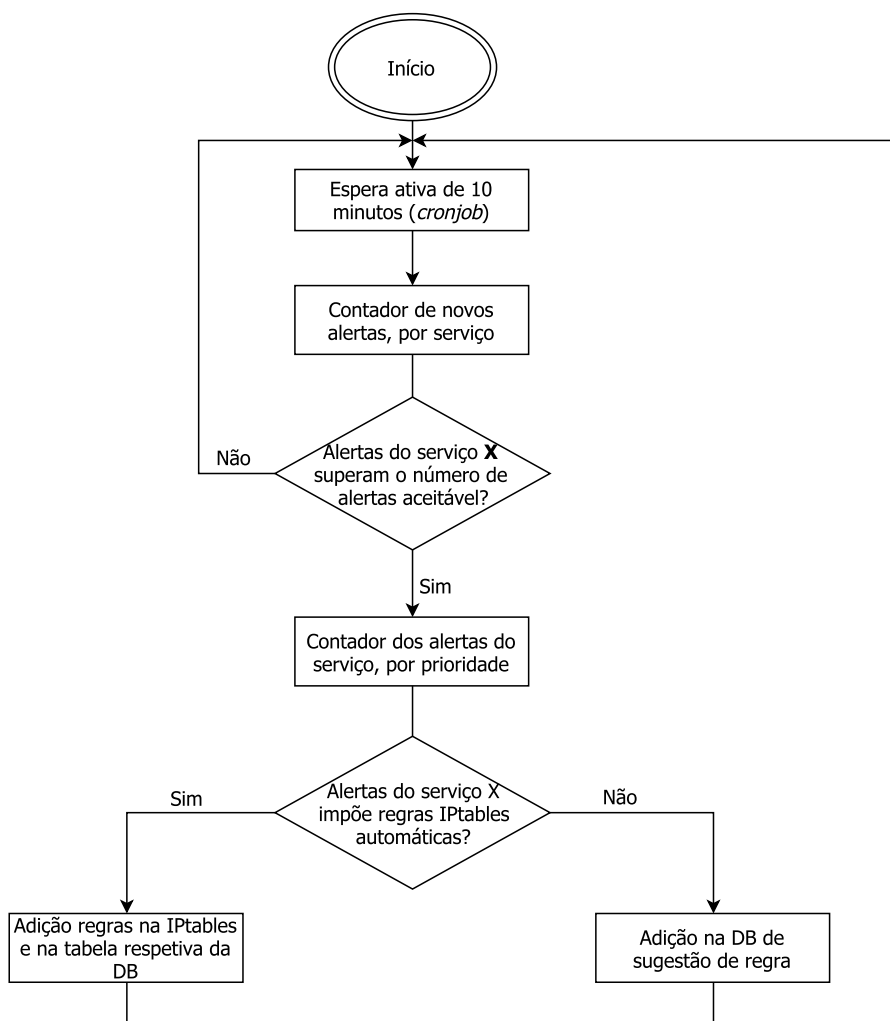 Início
Espera ativa de 10
minutos (cronjob)
Contador de novos
alertas, por serviço
Alertas do serviço X
superam o número de
alertas aceitável?
Não
Sim
Contador dos alertas do
serviço, por prioridade
Alertas do serviço X
impõe regras IPtables
automáticas?
Sim
Não
Adição regras na IPtables
e na tabela respetiva da
DB
Adição na DB de
sugestão de regra